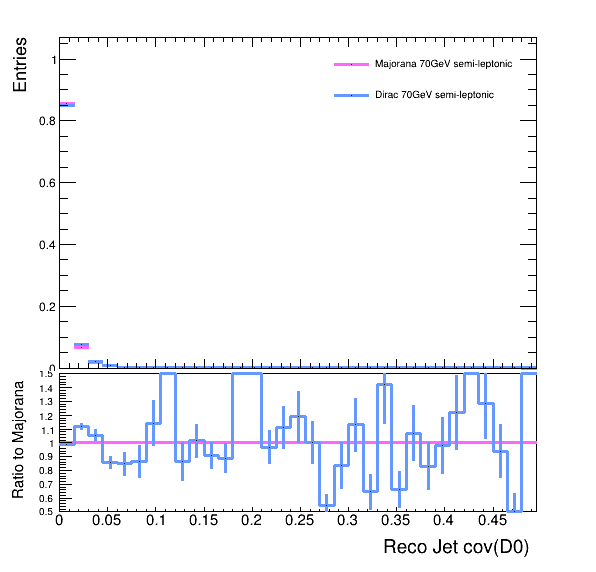 Entries
Majorana 70GeV semi-leptonic
Dirac 70GeV semi-leptonic
1
0.8
0.6
0.4
0.2
0
Ratio to Majorana
1.5
1.4
1.3
1.2
1.1
1
0.9
0.8
0.7
0.6
0.5
0 0.05 0.1 0.15 0.2 0.25 0.3 0.35 0.4 0.45
Reco Jet cov(D0)